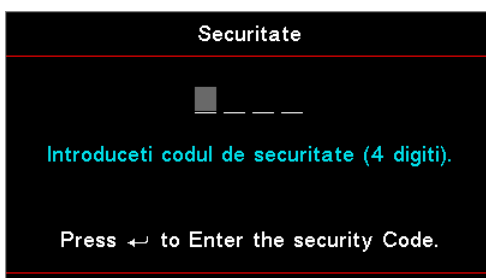 Securitate
_ _ _ _
Introduceti codul de securitate (4 digiti).
Press ↵ to Enter the security Code.